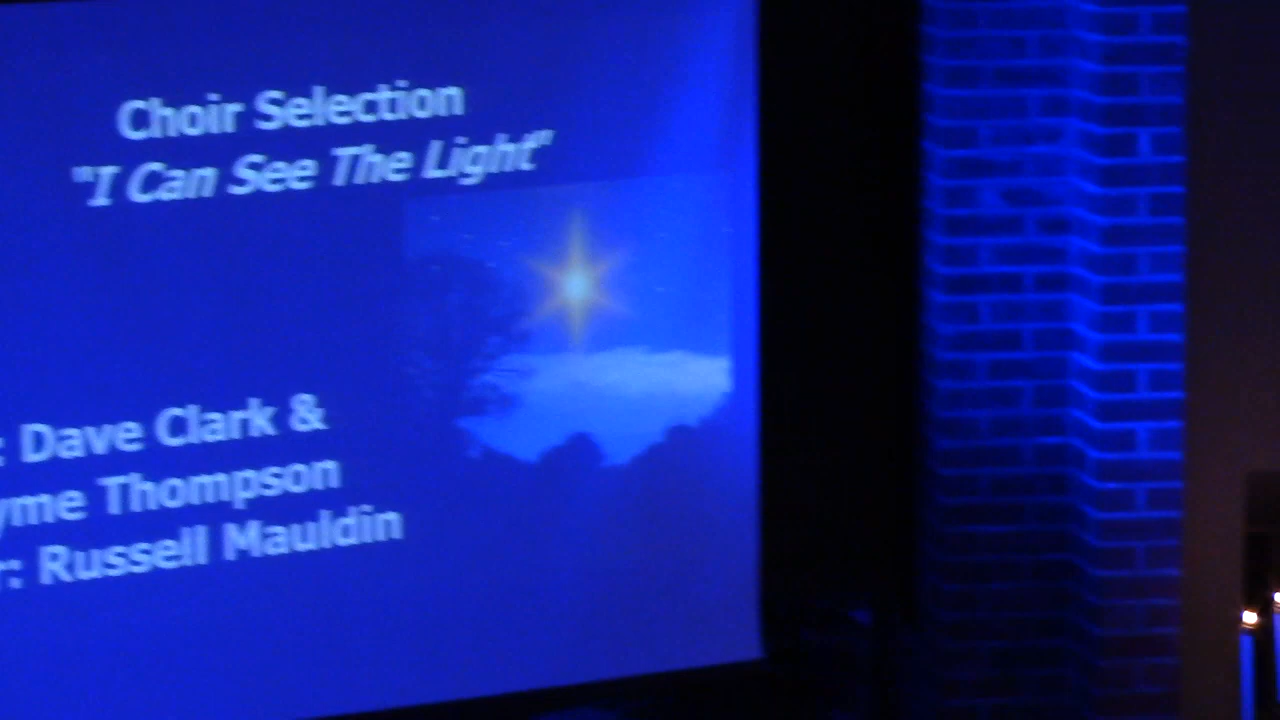 Choir Selection
"I Can See The Light"
: Dave Clark &
yme Thompson
r: Russell Mauldin